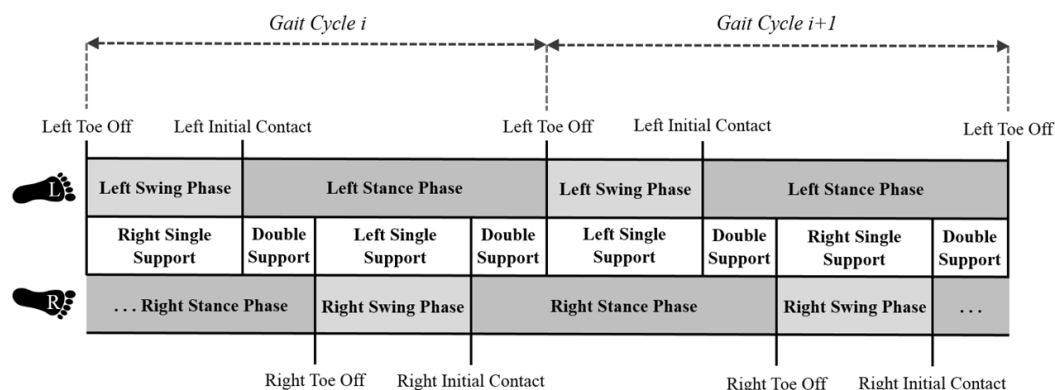 Gait Cycle i
Gait Cycle i+1
Left Toe Off
Left Initial Contact
Left Toe Off
Left Initial Contact
Left Toe Off
L
Left Swing Phase
Left Stance Phase
Left Swing Phase
Left Stance Phase
Right Single
Support
Double
Support
Left Single
Support
Double
Support
Left Single
Support
Double
Support
Right Single
Support
Double
Support
R
. . . Right Stance Phase
Right Swing Phase
Right Stance Phase
Right Swing Phase
. . .
Right Toe Off
Right Initial Contact
Right Toe Off
Right Initial Contact